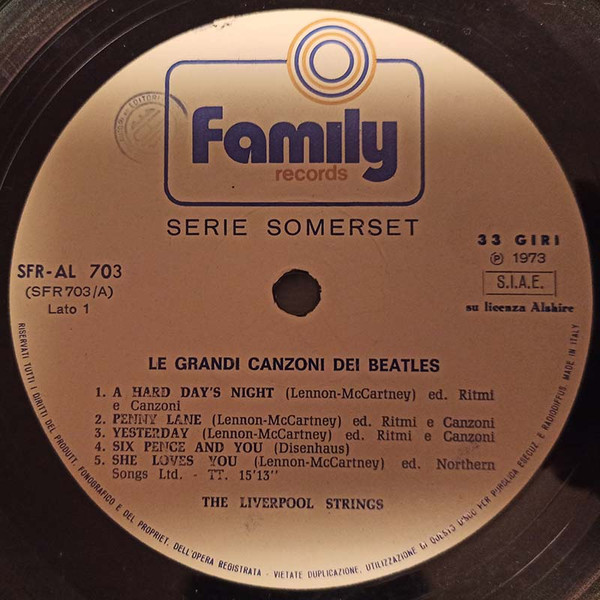 Family
records
SERIE SOMERSET
33 GIRI
℗ 1973
S.I.A.E.
su licenza Alshire
SFR-AL 703
(SFR 703/A)
Lato 1
LE GRANDI CANZONI DEI BEATLES
1. A HARD DAY'S NIGHT (Lennon-McCartney) ed. Ritmi
e Canzoni
2. PENNY LANE (Lennon-McCartney) ed. Ritmi e Canzoni
3. YESTERDAY (Lennon-McCartney) ed. Ritmi e Canzoni
4. SIX PENCE AND YOU (Disenhaus)
5. SHE LOVES YOU (Lennon-McCartney) ed. Northern
Songs Ltd. - TT. 15'13"
THE LIVERPOOL STRINGS
RISERVATI TUTTI I DIRITTI DEL PRODUTT. FONOGRAFICO E DEL PROPRIET. DELL'OPERA REGISTRATA - VIETATE DUPLICAZIONE, UTILIZZAZIONE DI QUESTO DISCO PER PUBBLICA ESECUZ. E RADIODIFFUS. MADE IN ITALY